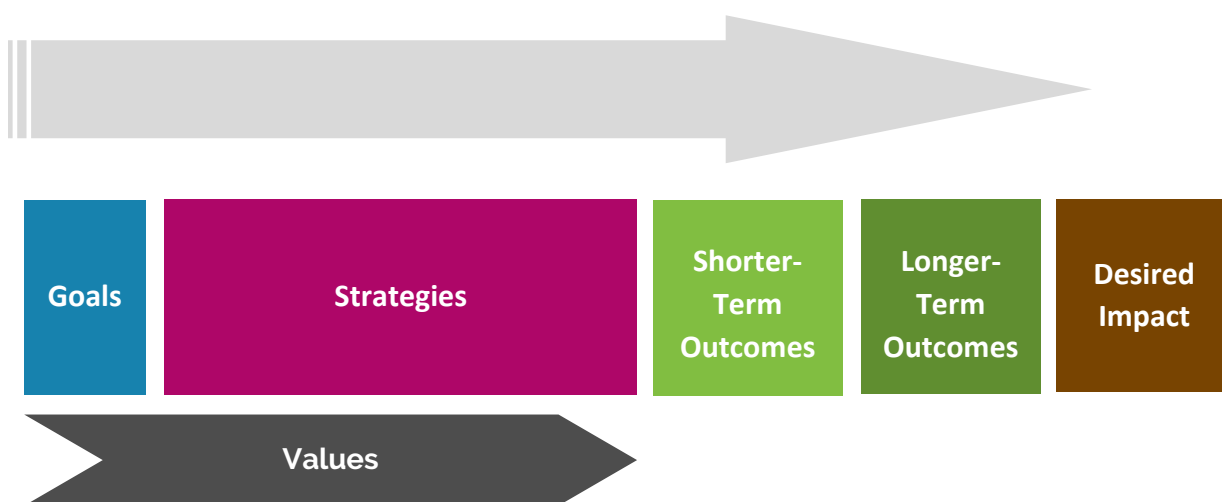 Goals
Strategies
Shorter-
Term
Outcomes
Longer-
Term
Outcomes
Desired
Impact
Values